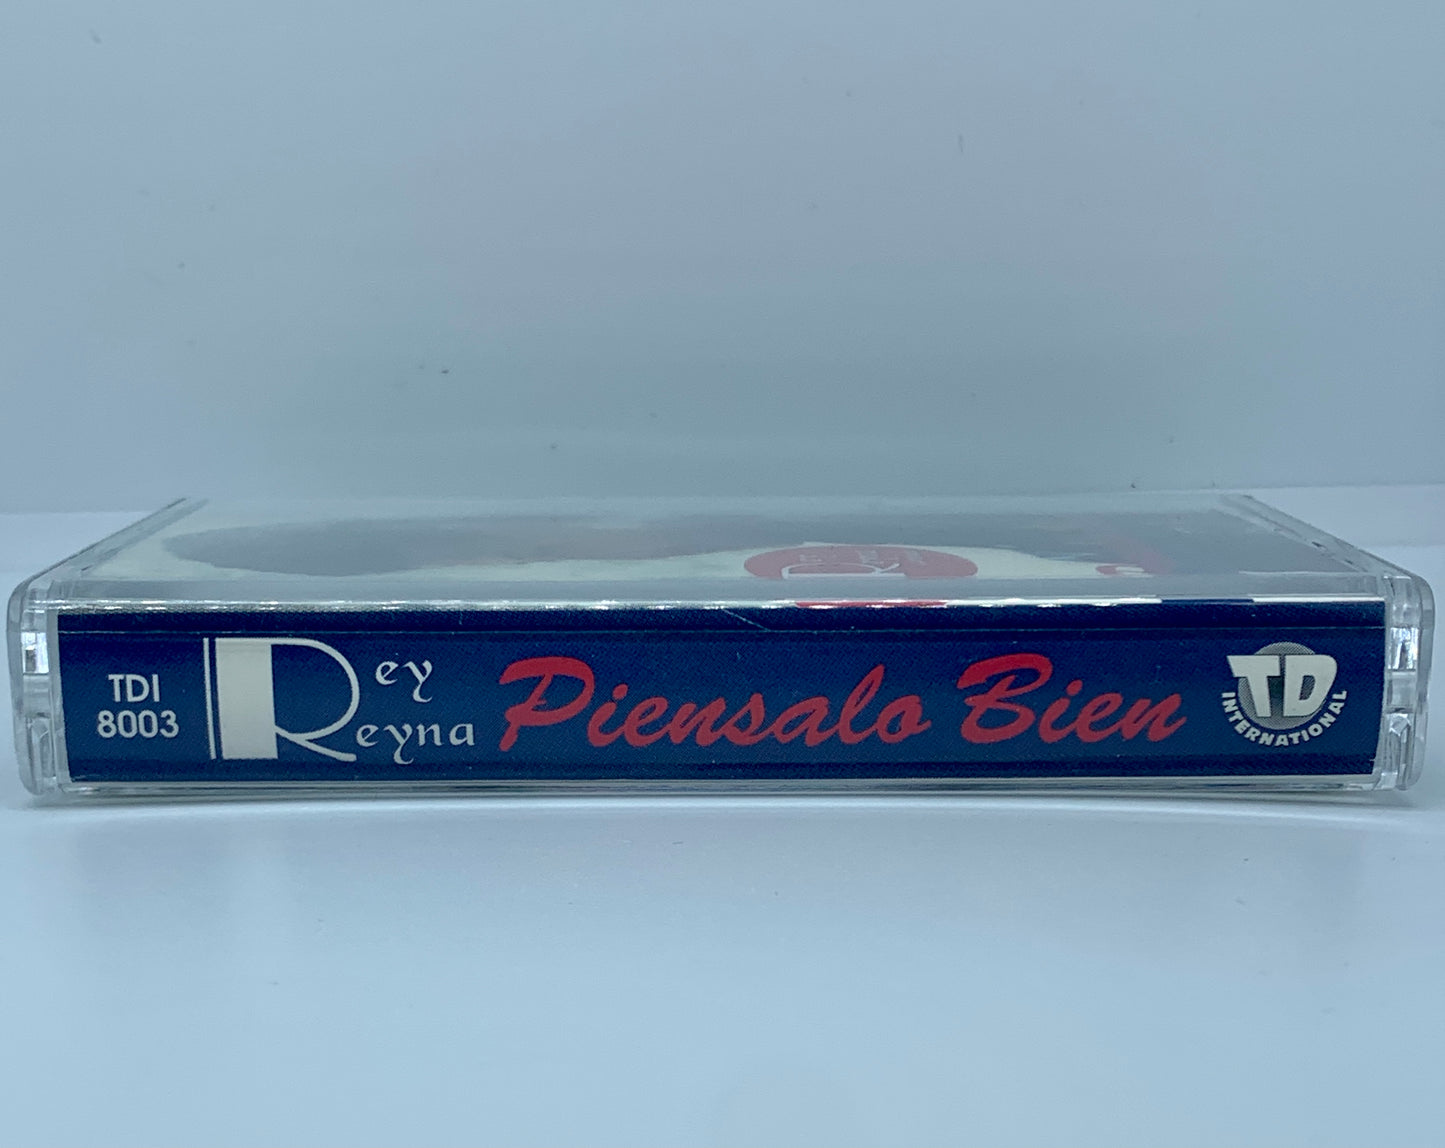 TDI
8003
Rey
Reyna
Piensalo Bien
TD
INTERNATIONAL